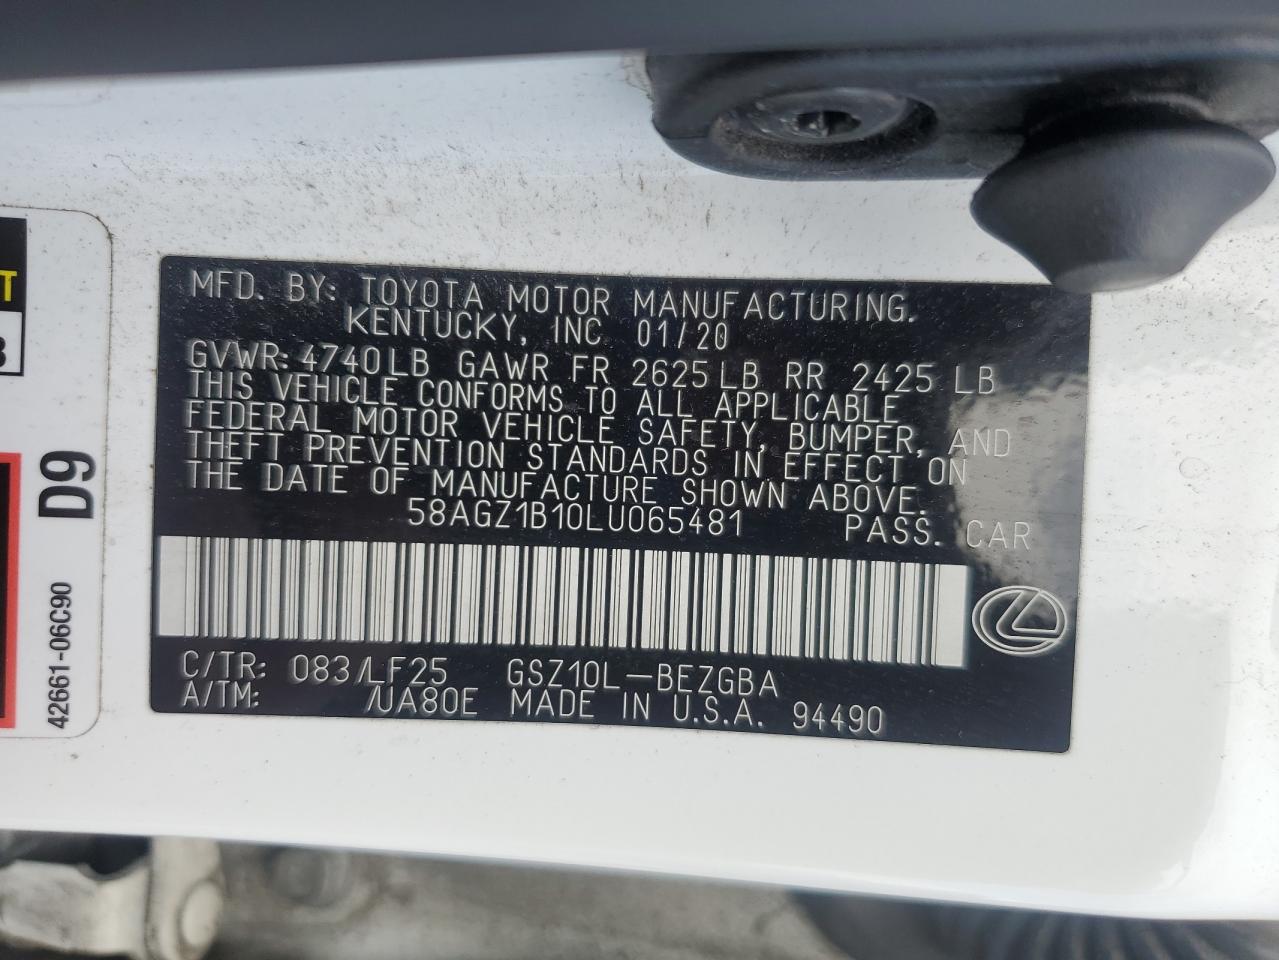 MFD. BY: TOYOTA MOTOR MANUFACTURING.
KENTUCKY, INC 01/20
GVWR: 4740LB GAWR FR 2625LB RR 2425 LB
THIS VEHICLE CONFORMS TO ALL APPLICABLE
FEDERAL MOTOR VEHICLE SAFETY, BUMPER, AND
THEFT PREVENTION STANDARDS IN EFFECT ON
THE DATE OF MANUFACTURE SHOWN ABOVE.
58AGZ1B10LU065481 PASS. CAR
C/TR: 083/LF25 GSZ10L-BEZGBA
A/TM: /UA80E MADE IN U.S.A. 94490
D9
42661-06C90
T